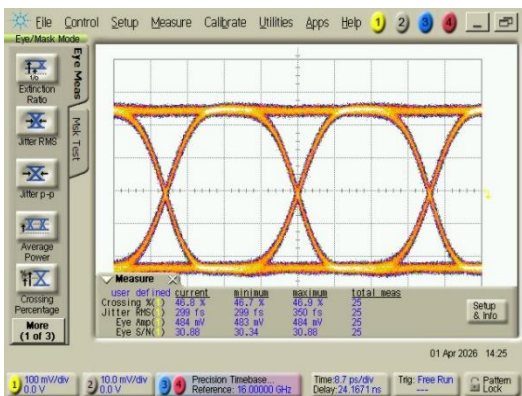 File Control Setup Measure Calibrate Utilities Apps Help 1 2 3 4
Eye/Mask Mode
Eye Meas
Msk Test
Extinction
Ratio
Jitter RMS
Jitter p-p
Average
Power
Crossing
Percentage
More
(1 of 3)
Measure
user defined current minimum maximum total meas
Crossing %(1) 46.8 % 46.7 % 46.9 % 25
Jitter RMS(1) 299 fs 299 fs 350 fs 25
Eye Amp(1) 484 mV 483 mV 484 mV 25
Eye S/N(1) 30.88 30.34 30.88 25
Setup
& Info
01 Apr 2026 14:25
1 100 mV/div
0.0 V
2 10.0 mV/div
0.0 V
3 4 Precision Timebase...
Reference: 16.00000 GHz
Time:8.7 ps/div
Delay:24.1671 ns
Trig: Free Run
---
Pattern
Lock